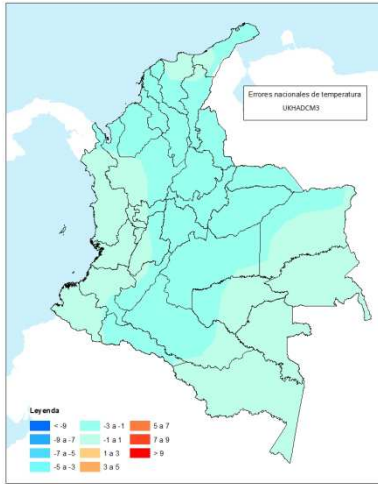 Errores nacionales de temperatura
UKHADCM3
Leyenda
< -9
-9 a -7
-7 a -5
-5 a -3
-3 a -1
-1 a 1
1 a 3
3 a 5
5 a 7
7 a 9
> 9